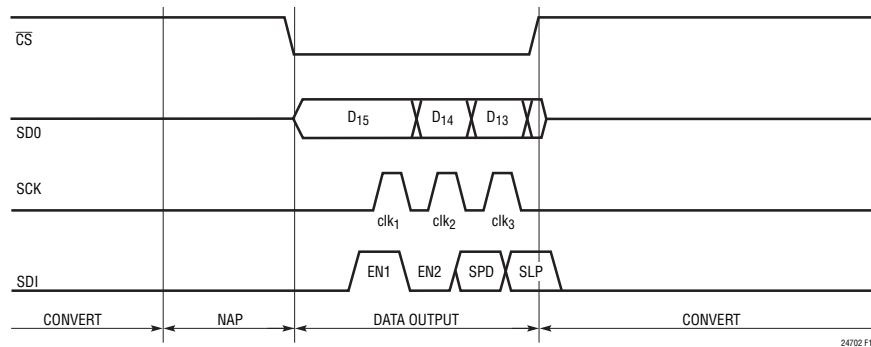 CS
SD0
D15 D14 D13
SCK
clk1 clk2 clk3
SDI
EN1 EN2 SPD SLP
CONVERT NAP DATA OUTPUT CONVERT
24702 F1